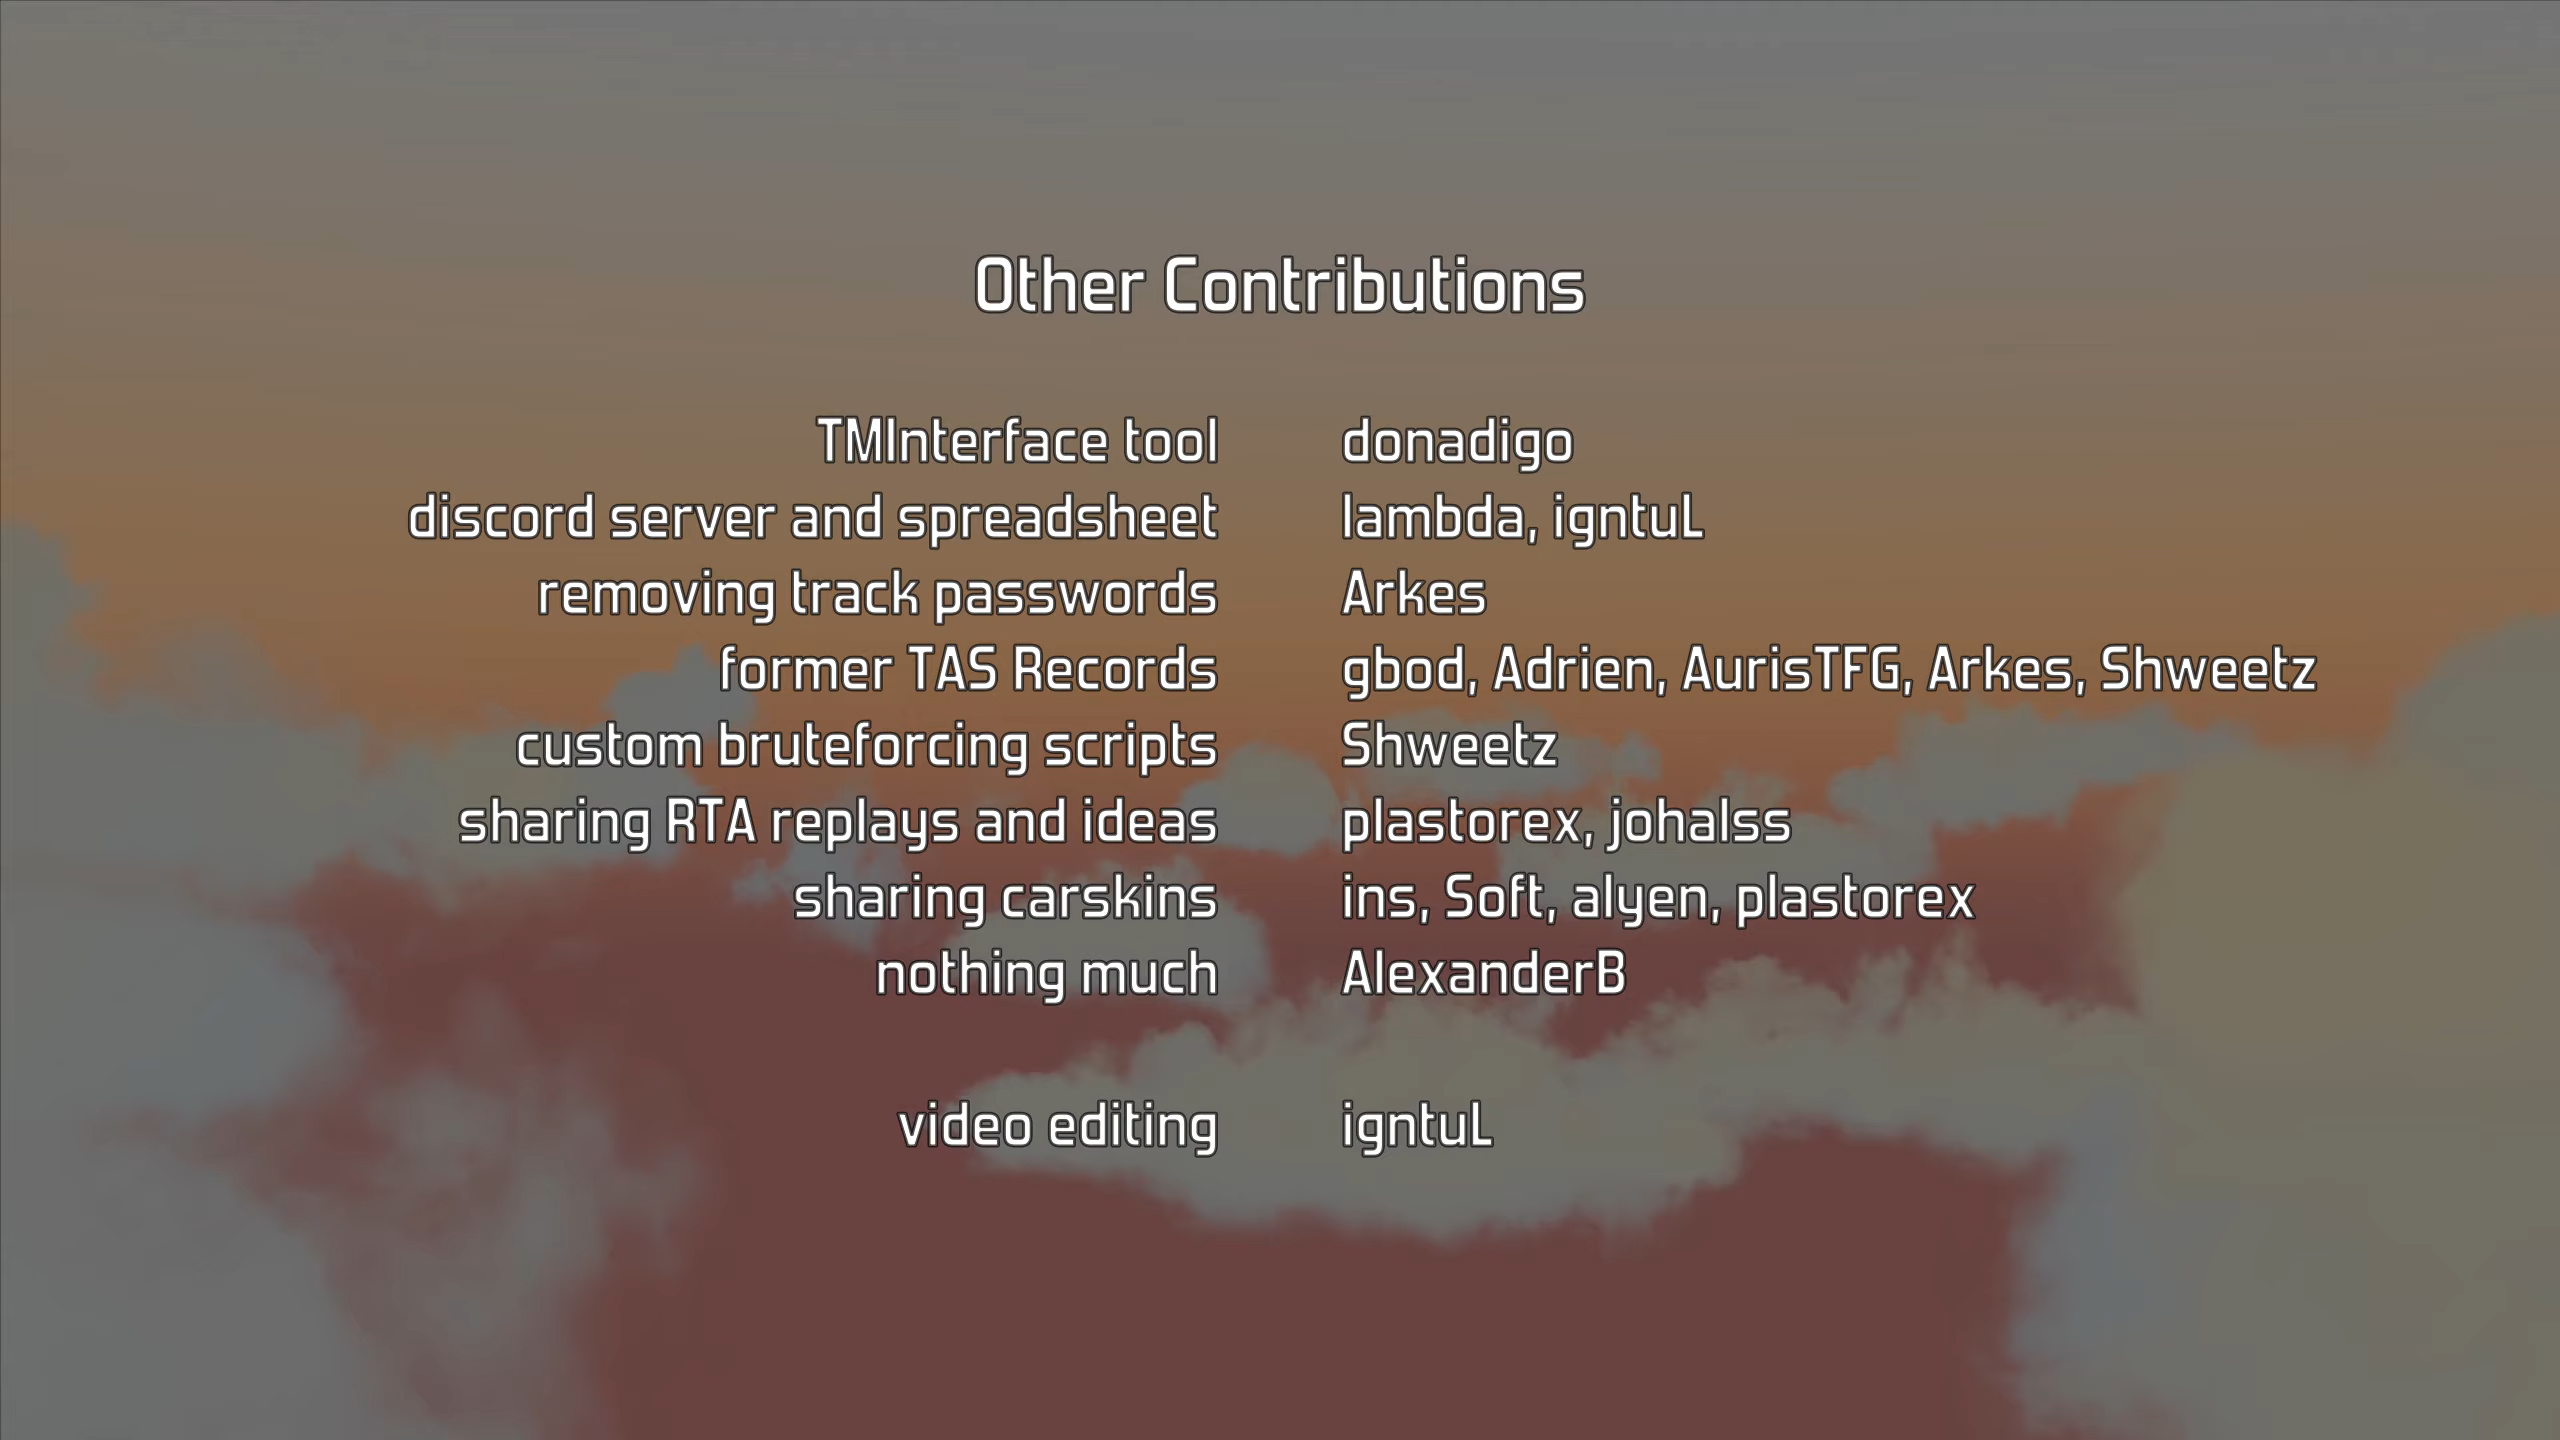 Other Contributions
TMInterface tool donadigo
discord server and spreadsheet lambda, igntuL
removing track passwords Arkes
former TAS Records gbod, Adrien, AurisTFG, Arkes, Shweetz
custom bruteforcing scripts Shweetz
sharing RTA replays and ideas plastorex, johalss
sharing carskins ins, Soft, alyen, plastorex
nothing much AlexanderB
video editing igntuL